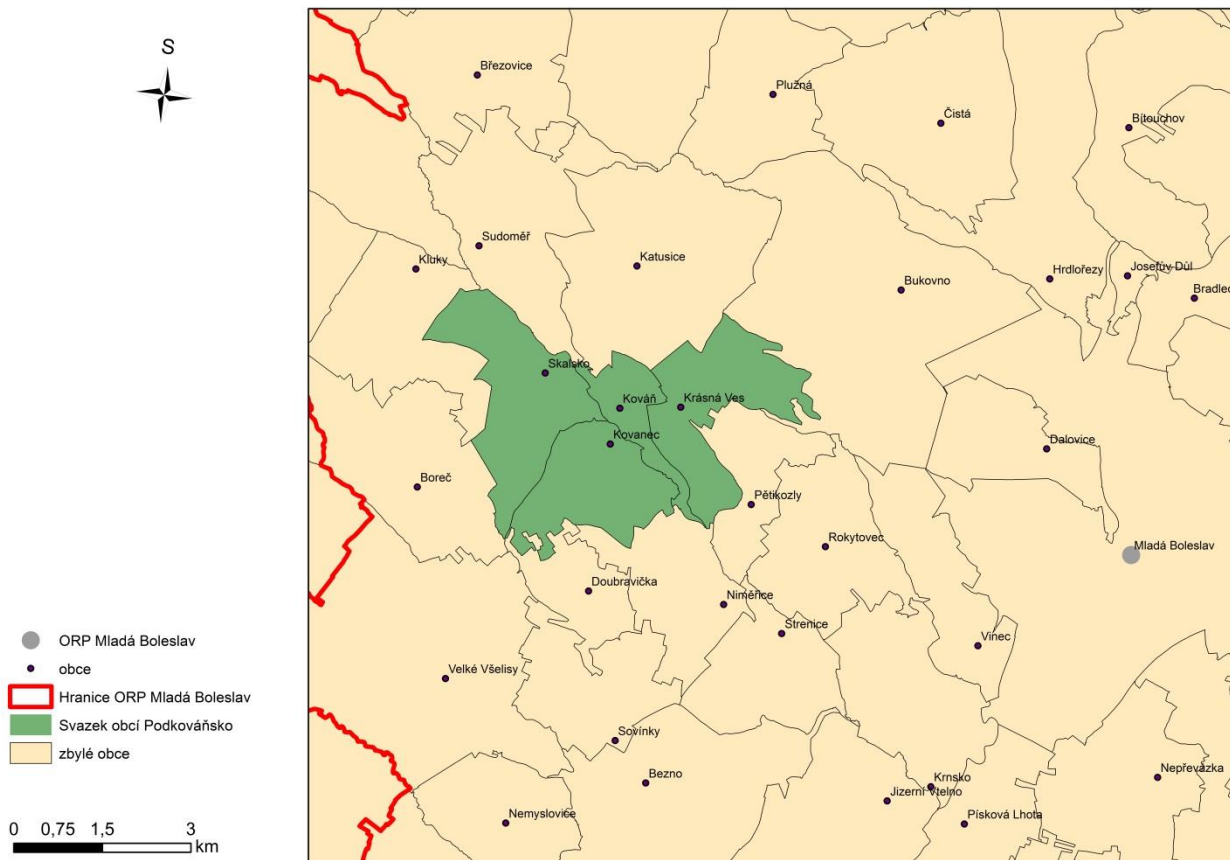 S
Březovice
Plužná
Čistá
Bítouchov
Sudoměř
Kluky
Katusice
Bukovno
Hrdlořezy
Josefův Důl
Bradlec
Skalsko
Kováň
Krásná Ves
Kovanec
Dalovice
Boreč
Pětikozly
Rokytovec
Mladá Boleslav
Doubravička
Niměřice
Strenice
Vinec
Velké Všelisy
Sovínky
Bezno
Nemyslovice
Krnsko
Jizerní Vtelno
Písková Lhota
Nepřevázka
ORP Mladá Boleslav
obce
Hranice ORP Mladá Boleslav
Svazek obcí Podkováňsko
zbylé obce
0 0,75 1,5 3
km